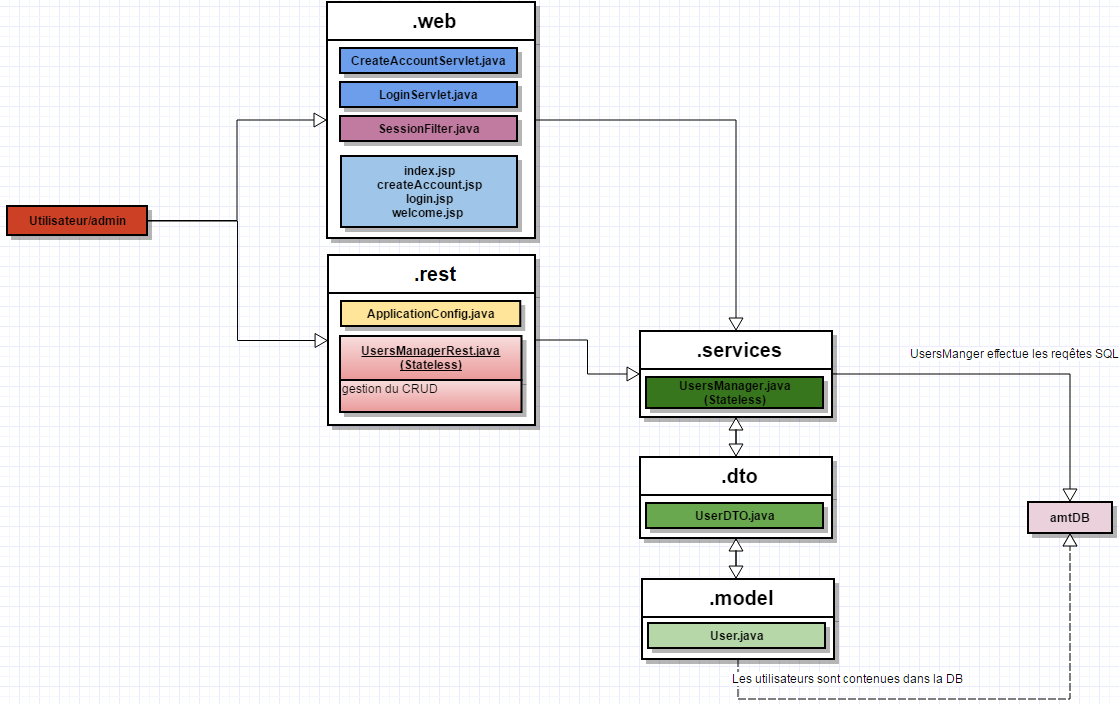 .web
CreateAccountServlet.java
LoginServlet.java
SessionFilter.java
index.jsp
createAccount.jsp
login.jsp
welcome.jsp
Utilisateur/admin
.rest
ApplicationConfig.java
UsersManagerRest.java
(Stateless)
gestion du CRUD
.services
UsersManager.java
(Stateless)
UsersManger effectue les reqêtes SQL
.dto
UserDTO.java
amtDB
.model
User.java
Les utilisateurs sont contenues dans la DB